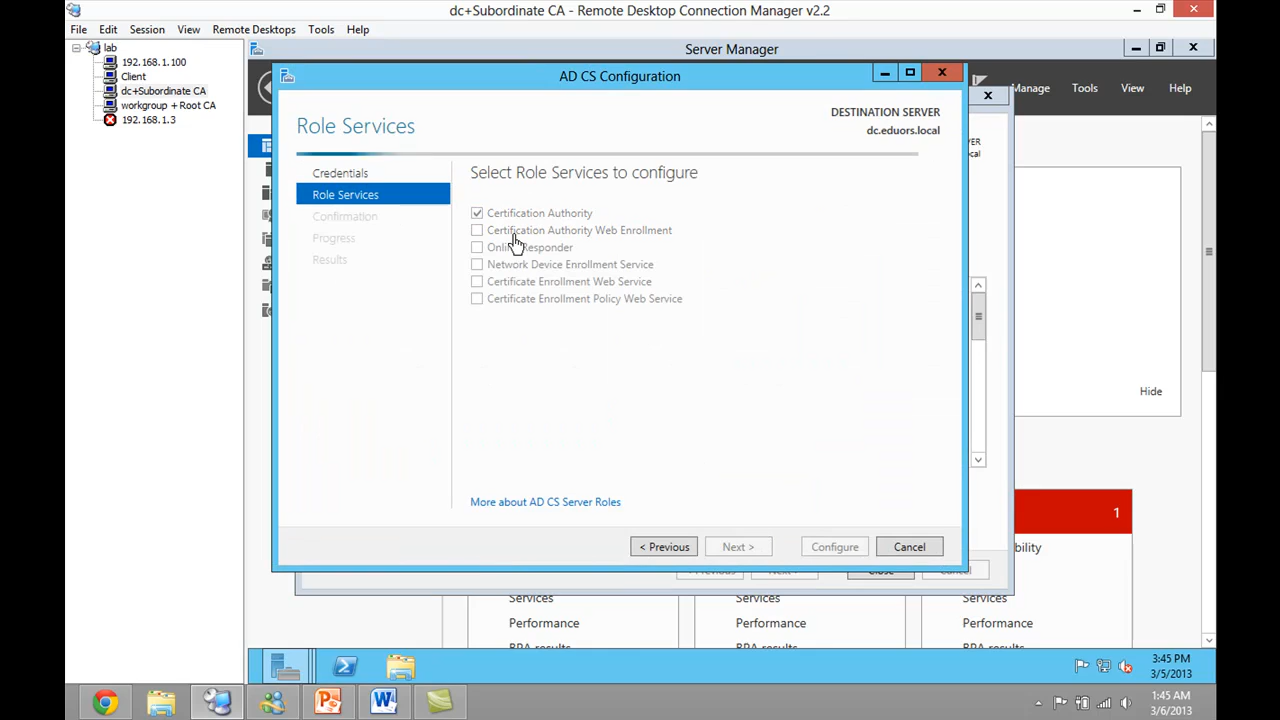 dc+Subordinate CA - Remote Desktop Connection Manager v2.2
File Edit Session View Remote Desktops Tools Help
lab
192.168.1.100
Client
dc+Subordinate CA
workgroup + Root CA
192.168.1.3
Server Manager
Manage Tools View Help
AD CS Configuration
Role Services
DESTINATION SERVER
dc.eduors.local
Credentials
Role Services
Confirmation
Progress
Results
Select Role Services to configure
Certification Authority
Certification Authority Web Enrollment
Online Responder
Network Device Enrollment Service
Certificate Enrollment Web Service
Certificate Enrollment Policy Web Service
More about AD CS Server Roles
< Previous Next > Configure Cancel
Hide
1
Services
Performance
Services
Performance
Services
Performance
3:45 PM
3/5/2013
1:45 AM
3/6/2013